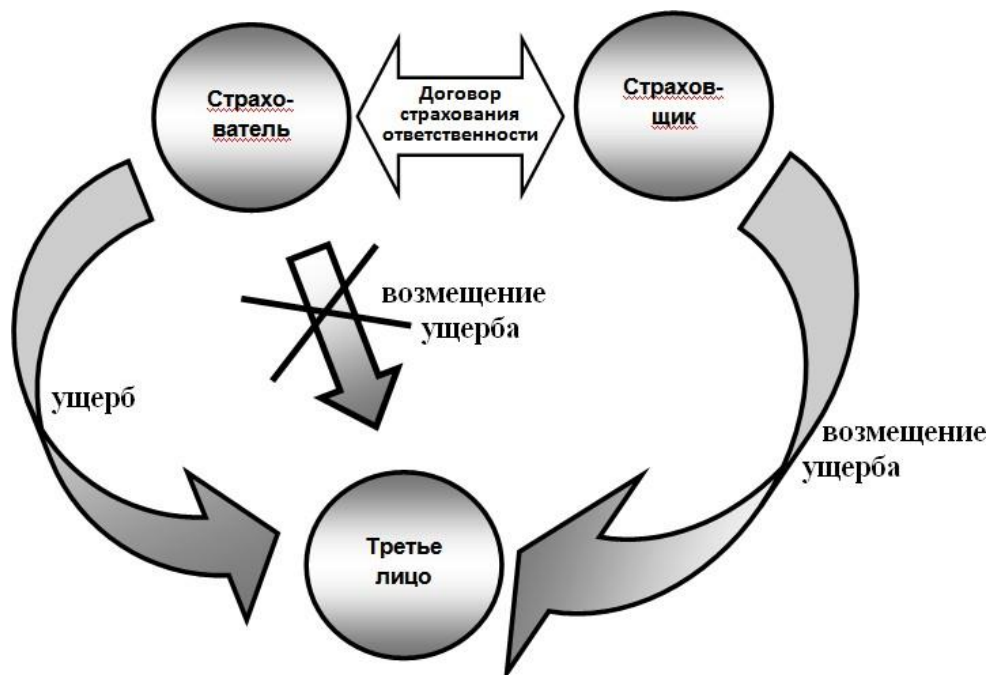 Страхо-
ватель
Договор
страхования
ответственности
Страхов-
щик
возмещение
ущерба
ущерб
возмещение
ущерба
Третье
лицо